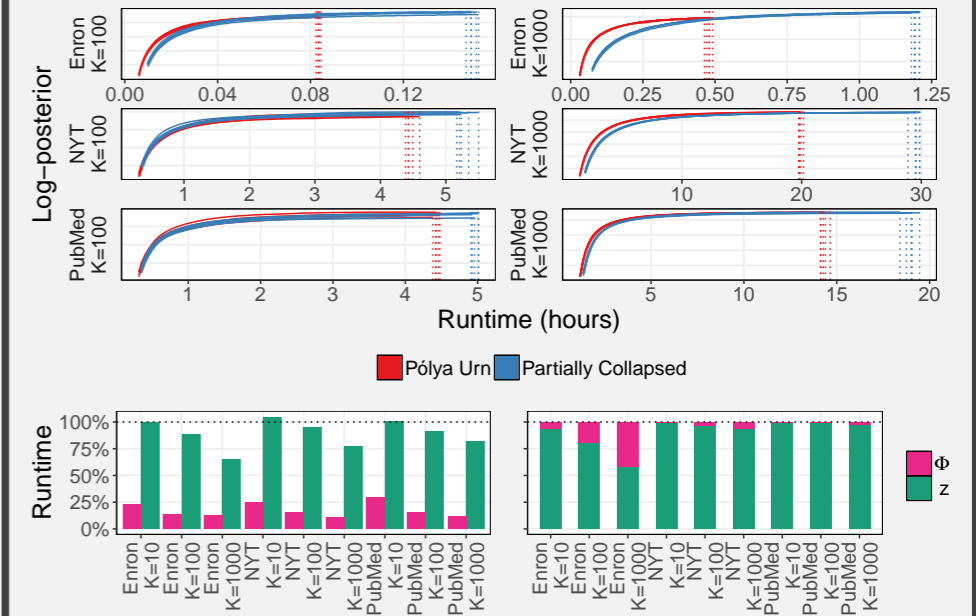 Log−posterior
Enron
K=100
0.00 0.04 0.08 0.12
Enron
K=1000
0.00 0.25 0.50 0.75 1.00 1.25
NYT
K=100
1 2 3 4 5
NYT
K=1000
10 20 30
PubMed
K=100
1 2 3 4 5
PubMed
K=1000
5 10 15 20
Runtime (hours)
Pólya Urn Partially Collapsed
Runtime
100%
75%
50%
25%
0%
Enron
K=10
Enron
K=100
Enron
K=1000
NYT
K=10
NYT
K=100
NYT
K=1000
PubMed
K=10
PubMed
K=100
PubMed
K=1000
Enron
K=10
Enron
K=100
Enron
K=1000
NYT
K=10
NYT
K=100
NYT
K=1000
PubMed
K=10
PubMed
K=100
PubMed
K=1000
Φ
z